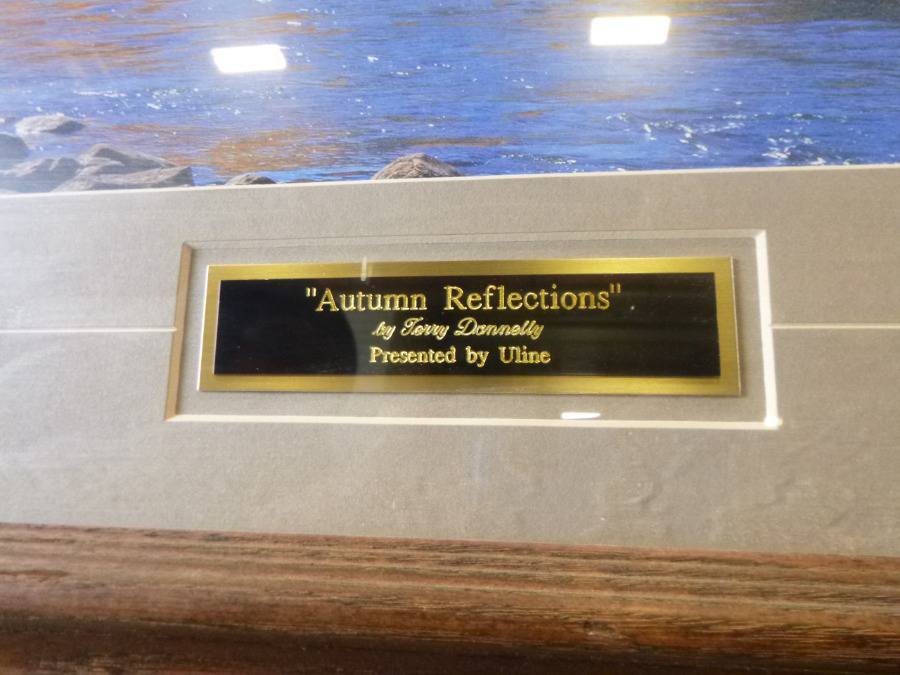 "Autumn Reflections"
by Terry Donnelly
Presented by Uline